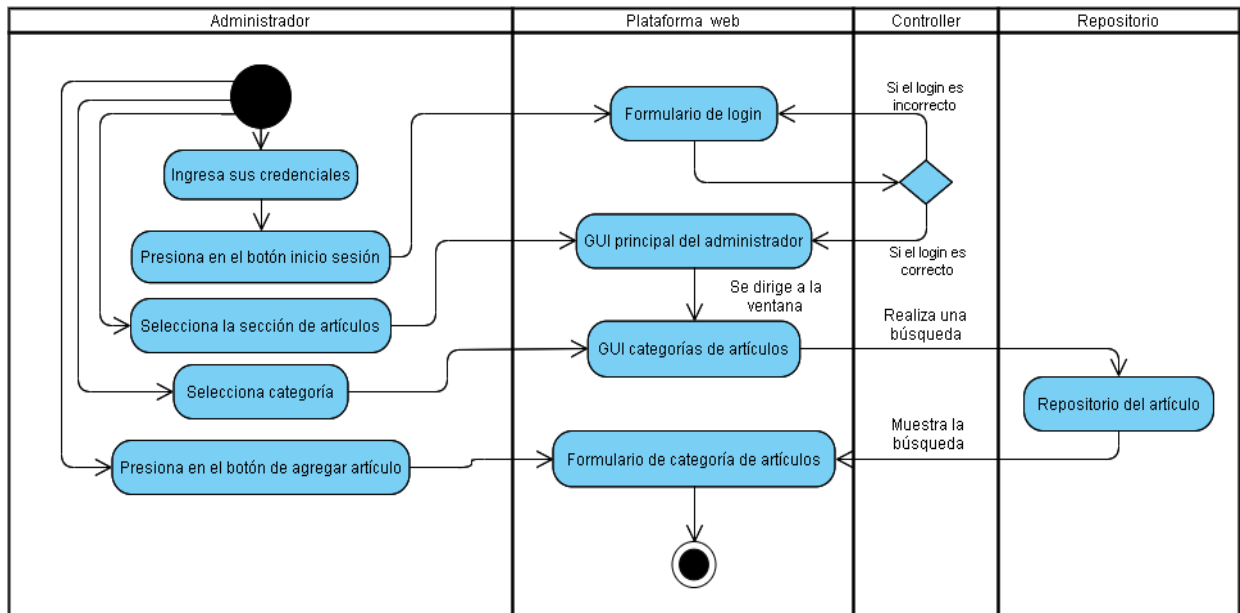 Administrador
Plataforma web
Controller
Repositorio
Formulario de login
Si el login es
incorrecto
Ingresa sus credenciales
Presiona en el botón inicio sesión
GUI principal del administrador
Si el login es
correcto
Se dirige a la
ventana
Selecciona la sección de artículos
GUI categorías de artículos
Realiza una
búsqueda
Selecciona categoría
Repositorio del artículo
Muestra la
búsqueda
Presiona en el botón de agregar artículo
Formulario de categoría de artículos